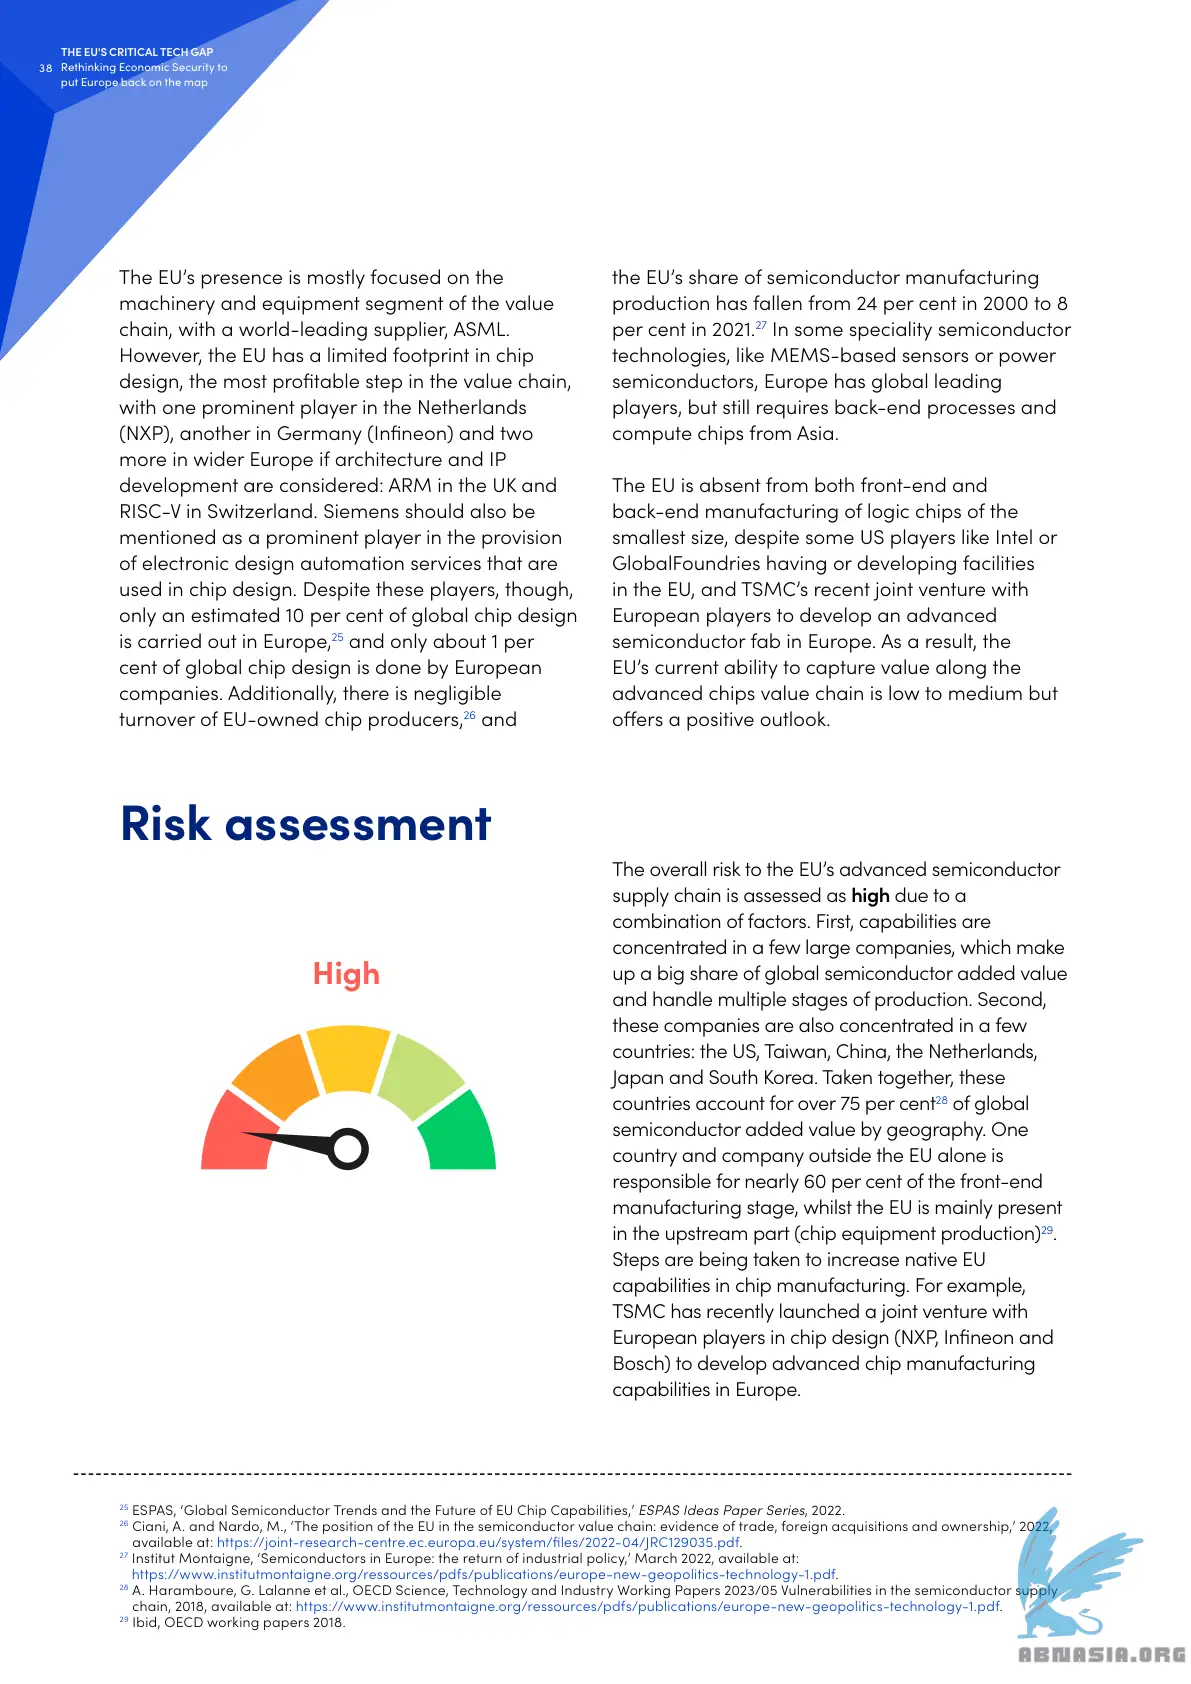 THE EU'S CRITICAL TECH GAP
38 Rethinking Economic Security to
put Europe back on the map
The EU's presence is mostly focused on the
machinery and equipment segment of the value
chain, with a world-leading supplier, ASML.
However, the EU has a limited footprint in chip
design, the most profitable step in the value chain,
with one prominent player in the Netherlands
(NXP), another in Germany (Infineon) and two
more in wider Europe if architecture and IP
development are considered: ARM in the UK and
RISC-V in Switzerland. Siemens should also be
mentioned as a prominent player in the provision
of electronic design automation services that are
used in chip design. Despite these players, though,
only an estimated 10 per cent of global chip design
is carried out in Europe,25 and only about 1 per
cent of global chip design is done by European
companies. Additionally, there is negligible
turnover of EU-owned chip producers,26 and
the EU's share of semiconductor manufacturing
production has fallen from 24 per cent in 2000 to 8
per cent in 2021.27 In some speciality semiconductor
technologies, like MEMS-based sensors or power
semiconductors, Europe has global leading
players, but still requires back-end processes and
compute chips from Asia.
The EU is absent from both front-end and
back-end manufacturing of logic chips of the
smallest size, despite some US players like Intel or
GlobalFoundries having or developing facilities
in the EU, and TSMC's recent joint venture with
European players to develop an advanced
semiconductor fab in Europe. As a result, the
EU's current ability to capture value along the
advanced chips value chain is low to medium but
offers a positive outlook.
Risk assessment
High
The overall risk to the EU's advanced semiconductor
supply chain is assessed as high due to a
combination of factors. First, capabilities are
concentrated in a few large companies, which make
up a big share of global semiconductor added value
and handle multiple stages of production. Second,
these companies are also concentrated in a few
countries: the US, Taiwan, China, the Netherlands,
Japan and South Korea. Taken together, these
countries account for over 75 per cent28 of global
semiconductor added value by geography. One
country and company outside the EU alone is
responsible for nearly 60 per cent of the front-end
manufacturing stage, whilst the EU is mainly present
in the upstream part (chip equipment production)29.
Steps are being taken to increase native EU
capabilities in chip manufacturing. For example,
TSMC has recently launched a joint venture with
European players in chip design (NXP, Infineon and
Bosch) to develop advanced chip manufacturing
capabilities in Europe.
25 ESPAS, 'Global Semiconductor Trends and the Future of EU Chip Capabilities,' ESPAS Ideas Paper Series, 2022.
26 Ciani, A. and Nardo, M., 'The position of the EU in the semiconductor value chain: evidence of trade, foreign acquisitions and ownership,' 2022,
available at: https://joint-research-centre.ec.europa.eu/system/files/2022-04/JRC129035.pdf.
27 Institut Montaigne, 'Semiconductors in Europe: the return of industrial policy,' March 2022, available at:
https://www.institutmontaigne.org/ressources/pdfs/publications/europe-new-geopolitics-technology-1.pdf.
28 A. Haramboure, G. Lalanne et al., OECD Science, Technology and Industry Working Papers 2023/05 Vulnerabilities in the semiconductor supply
chain, 2018, available at: https://www.institutmontaigne.org/ressources/pdfs/publications/europe-new-geopolitics-technology-1.pdf.
29 Ibid, OECD working papers 2018.
ABNASIA.ORG